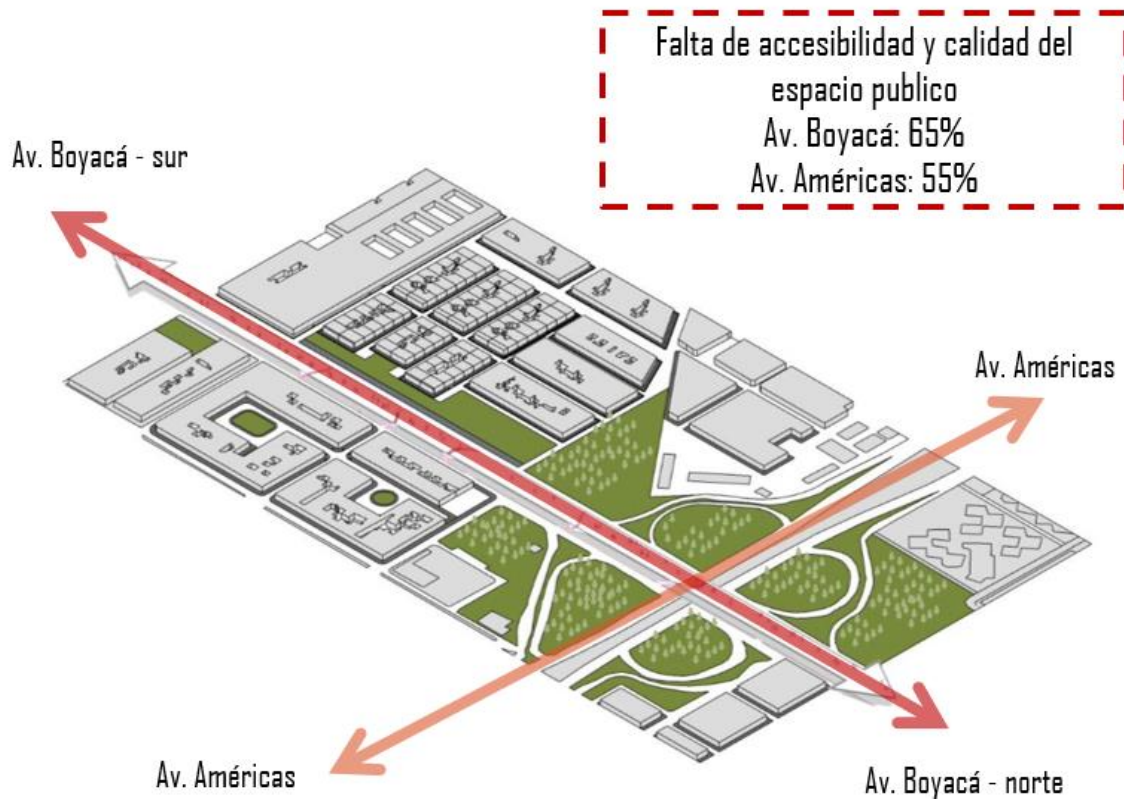 Falta de accesibilidad y calidad del
espacio publico
Av. Boyacá: 65%
Av. Américas: 55%
Av. Boyacá - sur
Av. Américas
Av. Américas
Av. Boyacá - norte